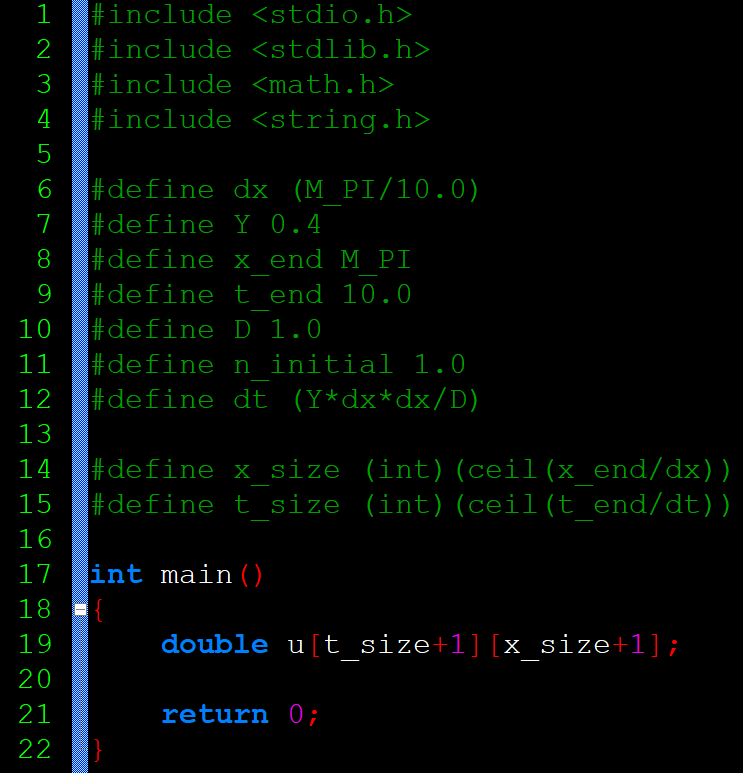 1 #include <stdio.h>
2 #include <stdlib.h>
3 #include <math.h>
4 #include <string.h>
5
6 #define dx (M_PI/10.0)
7 #define Y 0.4
8 #define x_end M_PI
9 #define t_end 10.0
10 #define D 1.0
11 #define n_initial 1.0
12 #define dt (Y*dx*dx/D)
13
14 #define x_size (int)(ceil(x_end/dx))
15 #define t_size (int)(ceil(t_end/dt))
16
17 int main()
18 {
19     double u[t_size+1][x_size+1];
20
21     return 0;
22 }